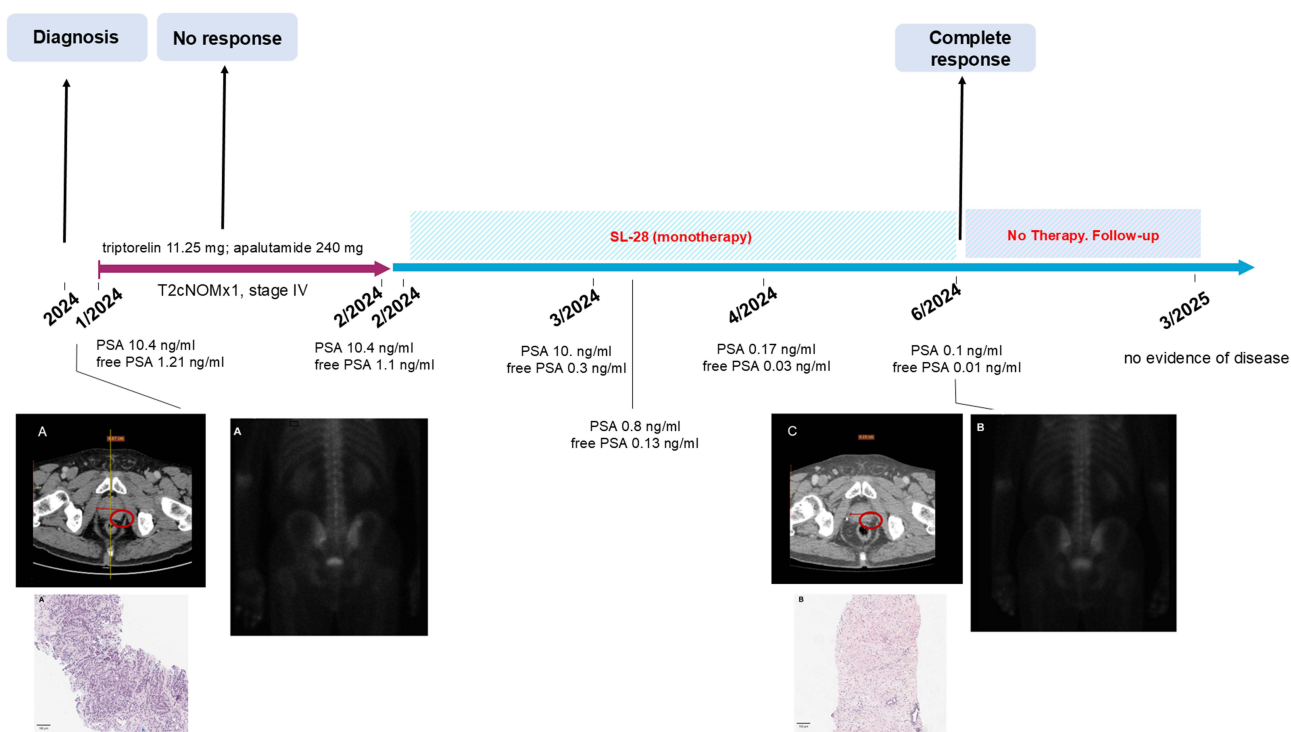 Diagnosis
No response
Complete
response
triptorelin 11.25 mg; apalutamide 240 mg
SL-28 (monotherapy)
No Therapy. Follow-up
T2cNOMx1, stage IV
2024
1/2024
2/2024
2/2024
3/2024
4/2024
6/2024
3/2025
PSA 10.4 ng/ml
free PSA 1.21 ng/ml
PSA 10.4 ng/ml
free PSA 1.1 ng/ml
PSA 10. ng/ml
free PSA 0.3 ng/ml
PSA 0.17 ng/ml
free PSA 0.03 ng/ml
PSA 0.1 ng/ml
free PSA 0.01 ng/ml
no evidence of disease
PSA 0.8 ng/ml
free PSA 0.13 ng/ml
A
A
C
B
A
B